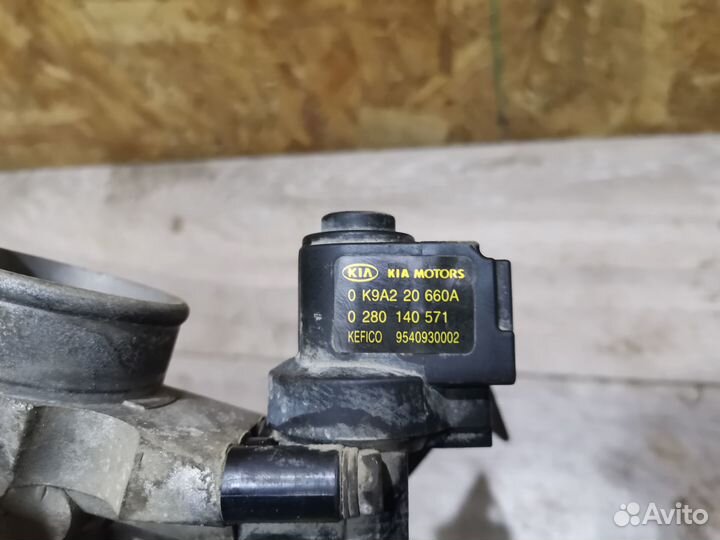 KIA KIA MOTORS
0 K9A2 20 660A
0 280 140 571
KEFICO 9540930002
Avito